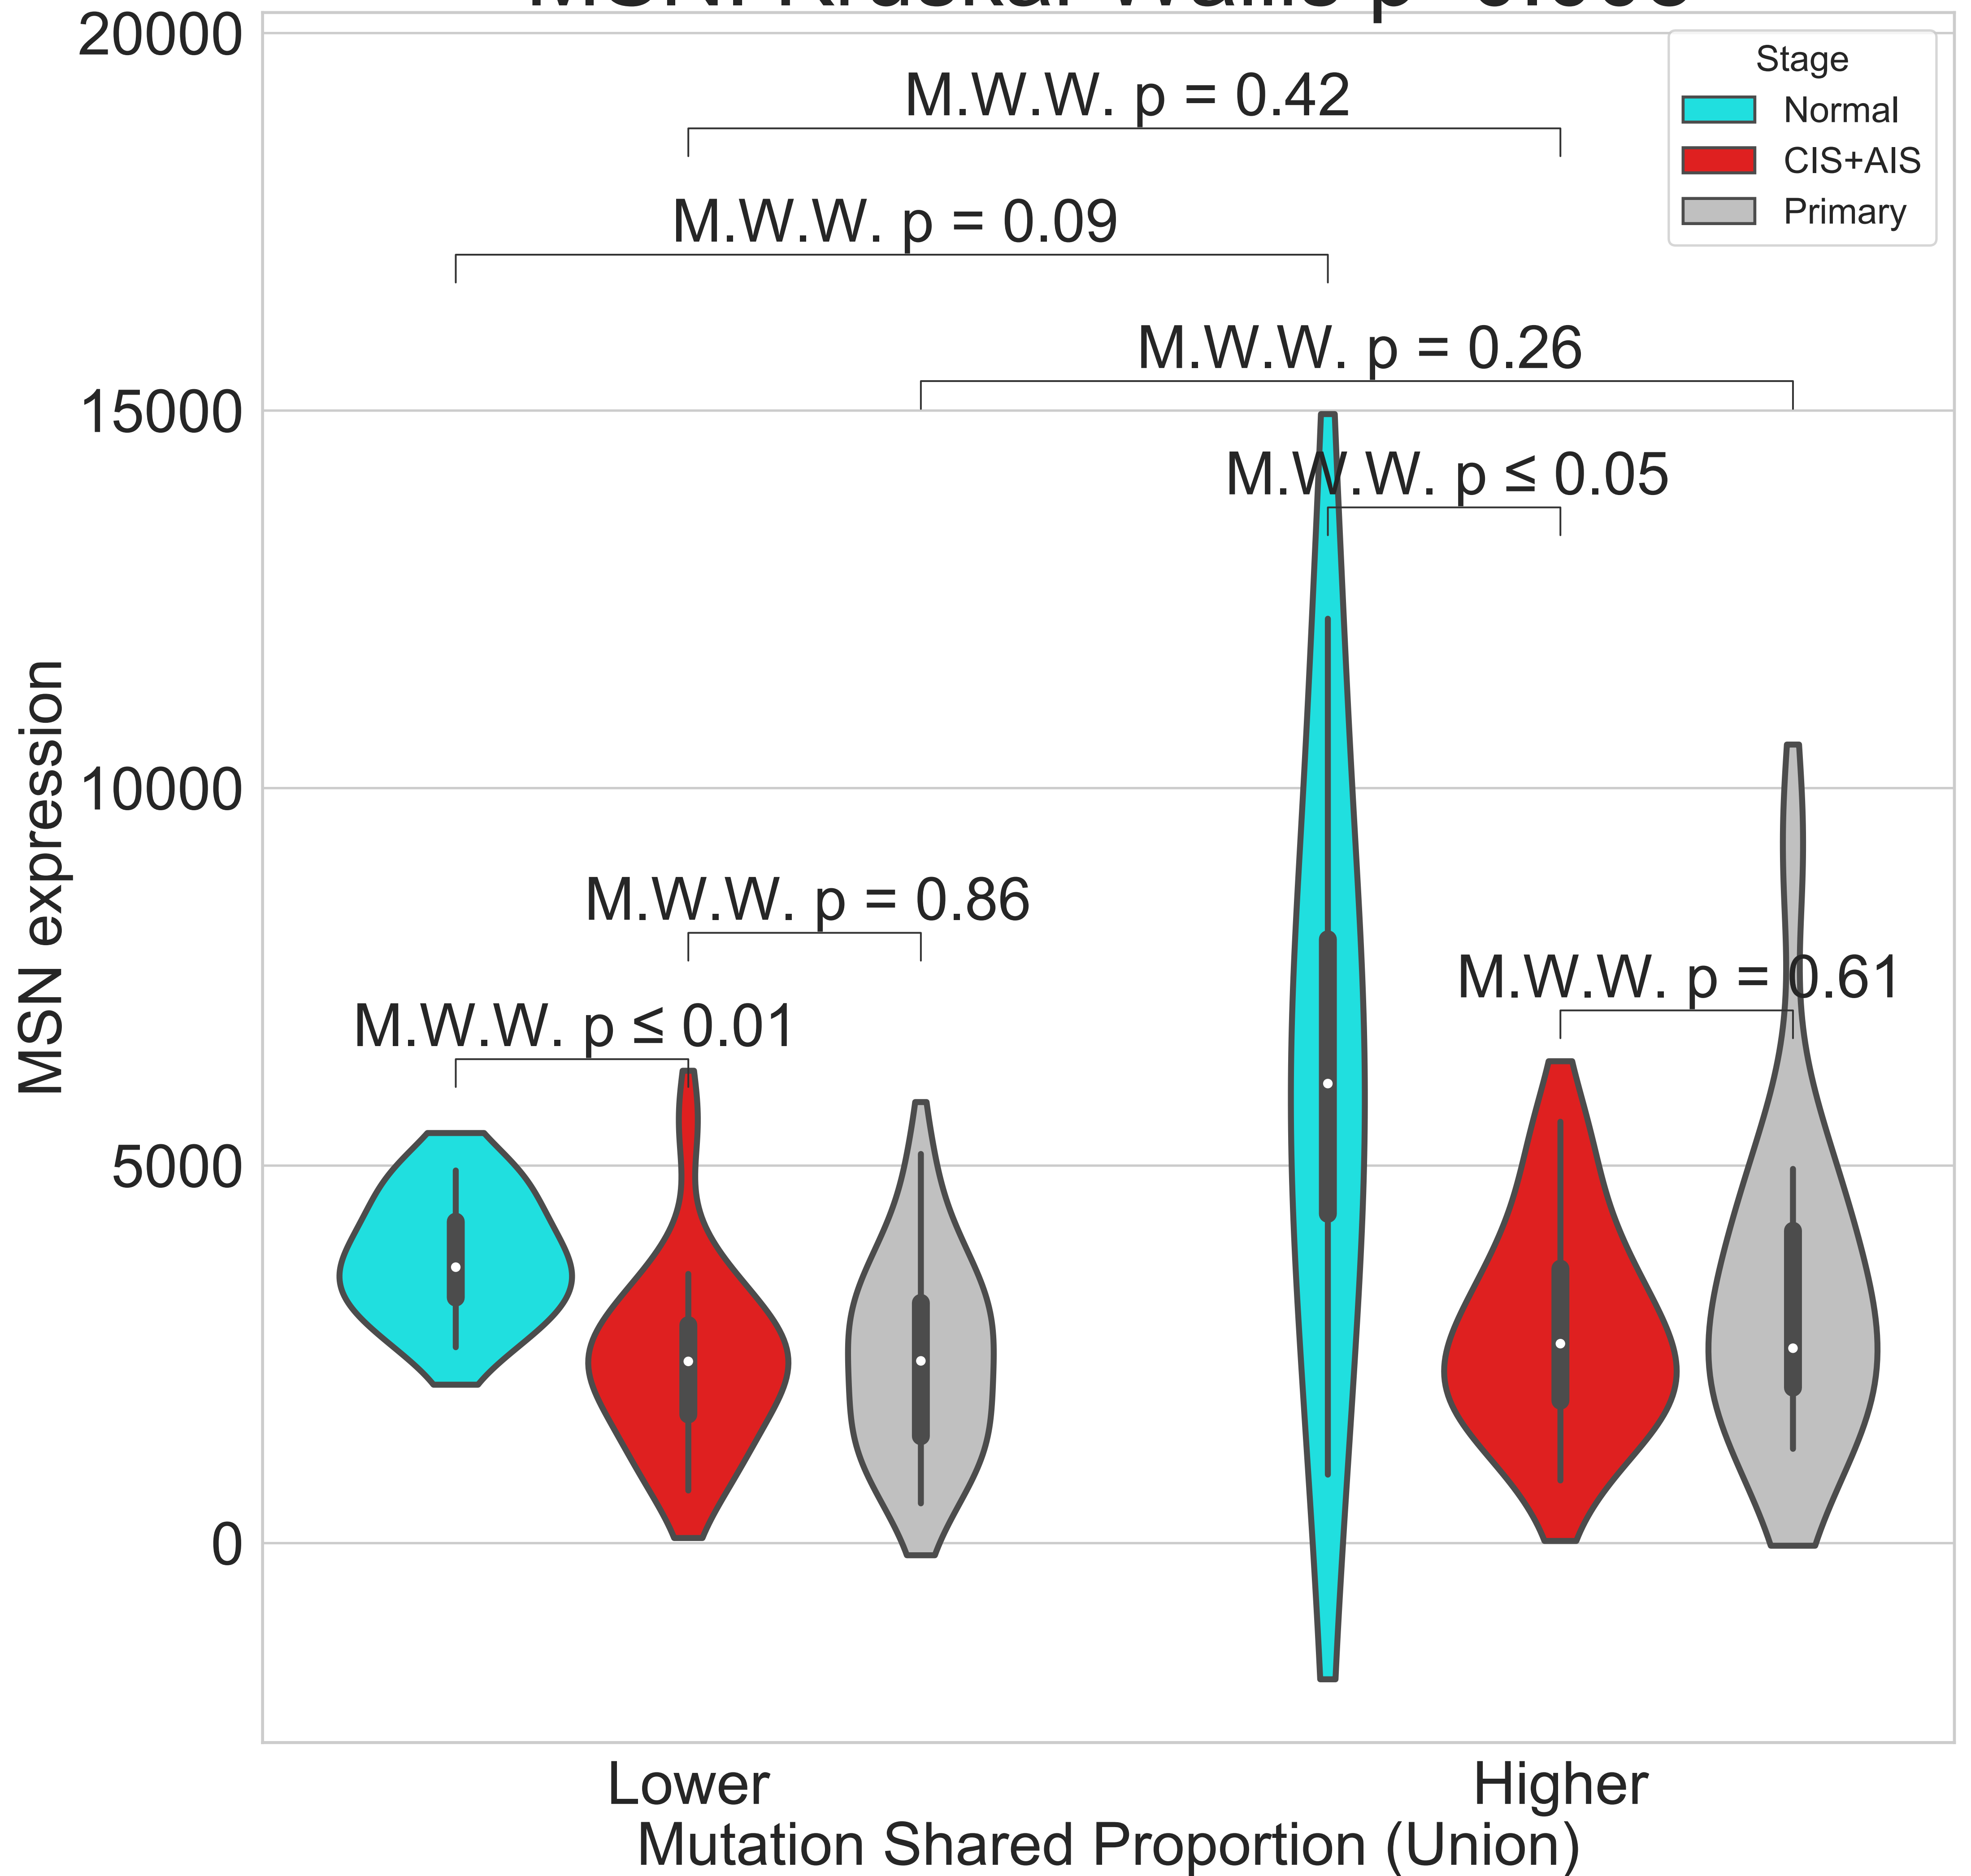 20000
15000
10000
5000
0
MSN expression
M.W.W. p = 0.42
M.W.W. p = 0.09
M.W.W. p = 0.26
M.W.W. p ≤ 0.05
M.W.W. p = 0.86
M.W.W. p = 0.61
M.W.W. p ≤ 0.01
Stage
Normal
CIS+AIS
Primary
Lower
Higher
Mutation Shared Proportion (Union)